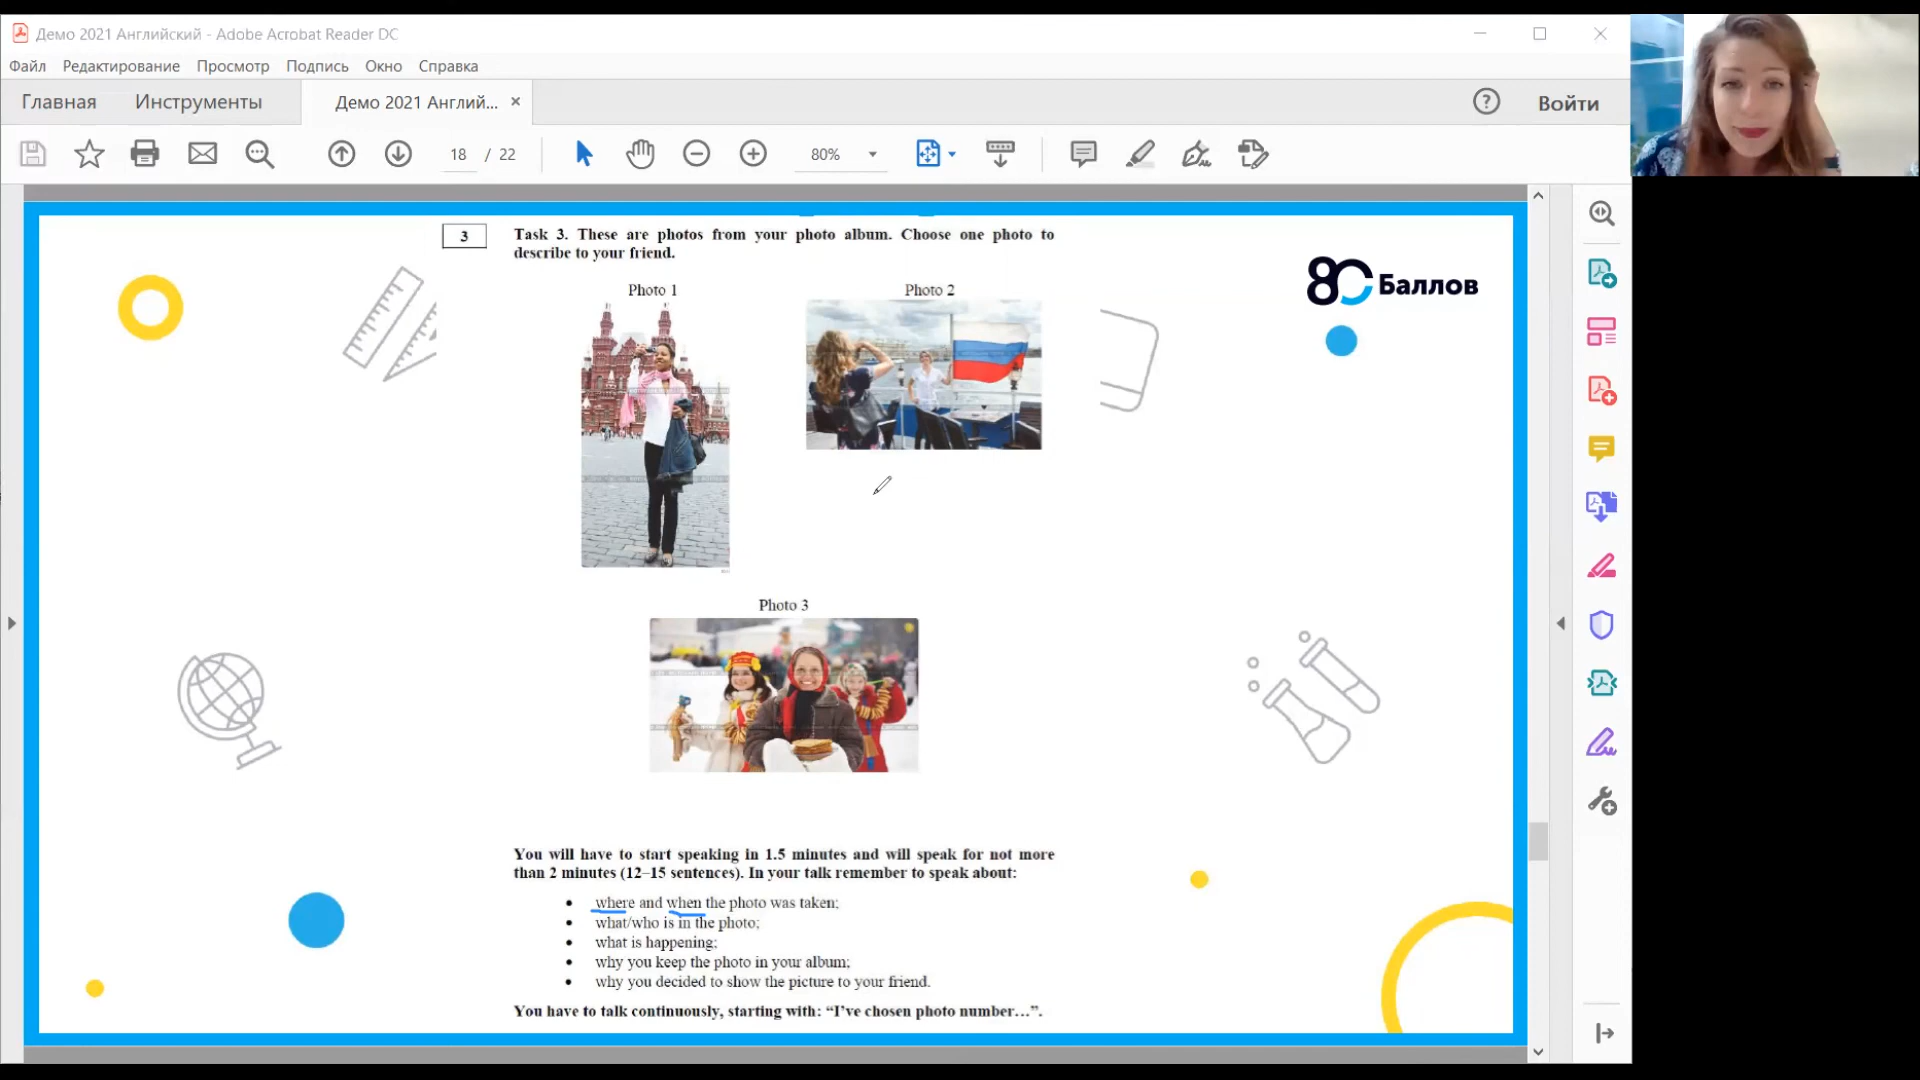 Демо 2021 Английский - Adobe Acrobat Reader DC
Файл Редактирование Просмотр Подпись Окно Справка
Главная Инструменты Демо 2021 Англий... Войти
18 / 22 80%
3
Task 3. These are photos from your photo album. Choose one photo to
describe to your friend.
80 Баллов
Photo 1
Photo 2
Photo 3
You will have to start speaking in 1.5 minutes and will speak for not more
than 2 minutes (12–15 sentences). In your talk remember to speak about:
• where and when the photo was taken;
• what/who is in the photo;
• what is happening;
• why you keep the photo in your album;
• why you decided to show the picture to your friend.
You have to talk continuously, starting with: “I’ve chosen photo number…”.